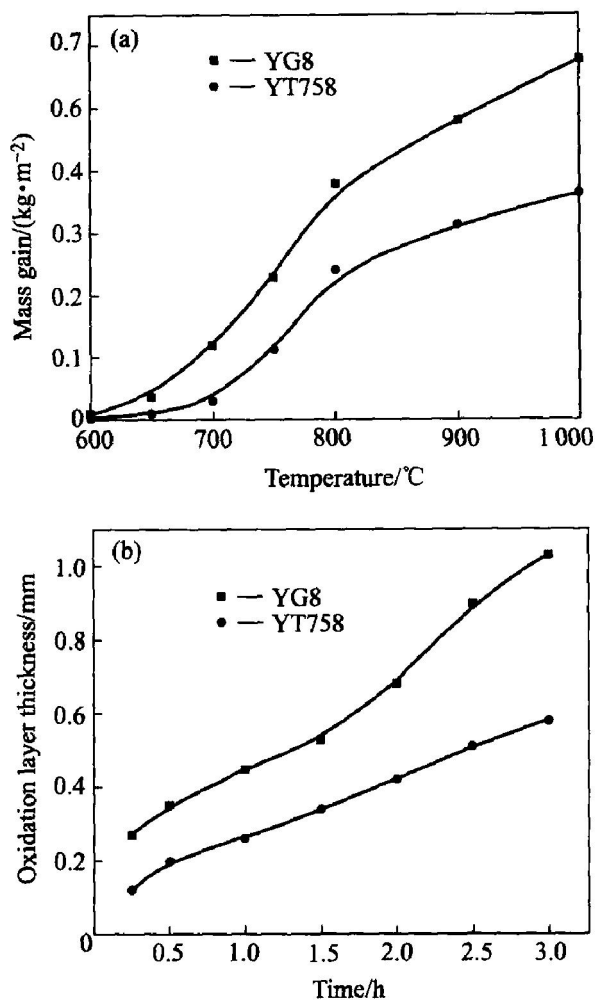 (a)
YG8
YT758
0.7
0.6
0.5
0.4
0.3
0.2
0.1
0
Mass gain/(kg•m⁻²)
600 700 800 900 1 000
Temperature/℃
(b)
YG8
YT758
1.0
0.8
0.6
0.4
0.2
0
Oxidation layer thickness/mm
0.5 1.0 1.5 2.0 2.5 3.0
Time/h